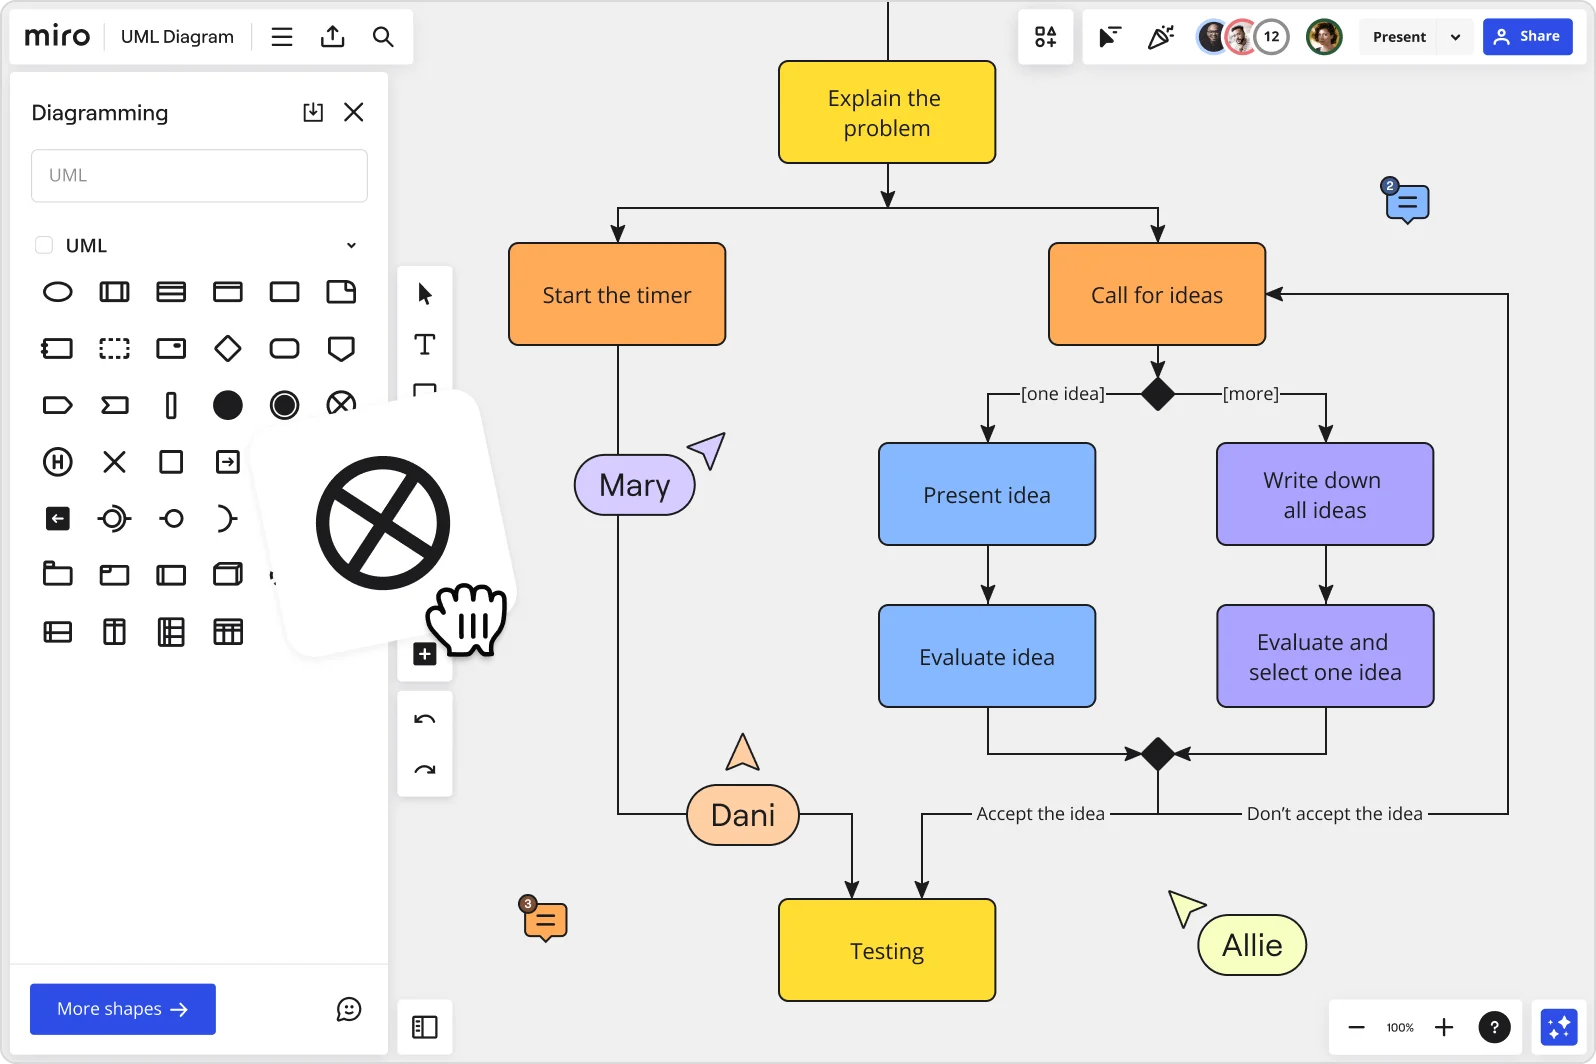 miro
UML Diagram
12
Present
Share
Diagramming
UML
UML
H
T
More shapes
Explain the
problem
2
Start the timer
Call for ideas
[one idea]
[more]
Mary
Present idea
Write down
all ideas
Evaluate idea
Evaluate and
select one idea
Dani
Accept the idea
Don’t accept the idea
3
Testing
Allie
100%
?